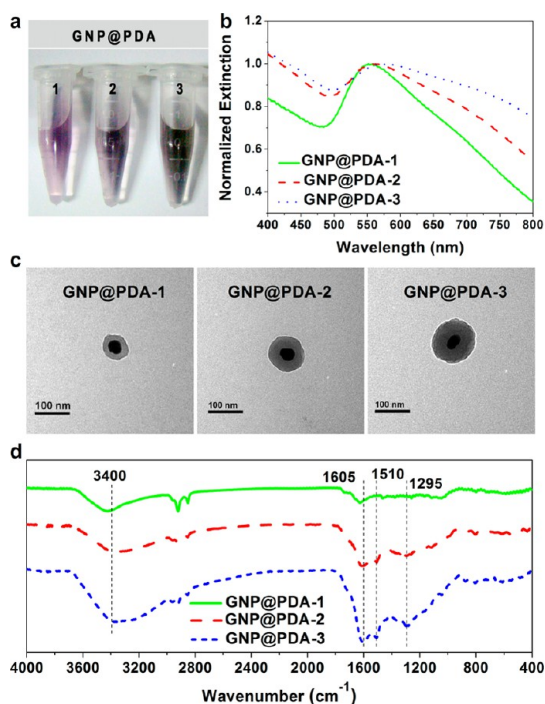 a
GNP@PDA
1 2 3
b
Normalized Extinction
1.2
1.0
0.8
0.6
0.4
GNP@PDA-1
GNP@PDA-2
GNP@PDA-3
400 450 500 550 600 650 700 750 800
Wavelength (nm)
c
GNP@PDA-1
GNP@PDA-2
GNP@PDA-3
100 nm
100 nm
100 nm
d
3400
1605
1510
1295
GNP@PDA-1
GNP@PDA-2
GNP@PDA-3
4000 3600 3200 2800 2400 2000 1600 1200 800 400
Wavenumber (cm⁻¹)